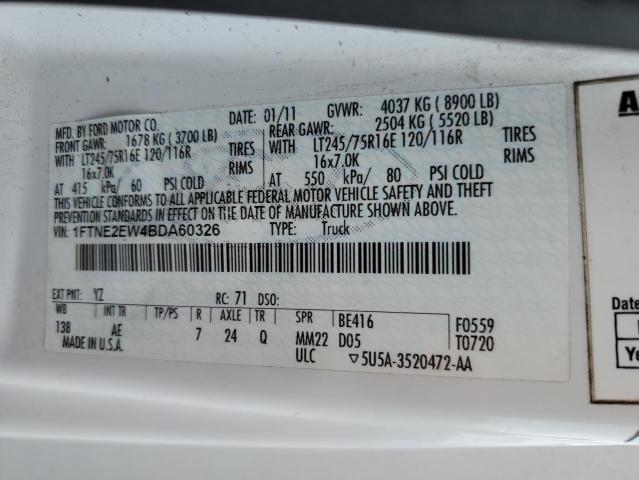 MFD. BY FORD MOTOR CO.
DATE: 01/11 GVWR: 4037 KG ( 8900 LB)
FRONT GAWR: 1678 KG ( 3700 LB) REAR GAWR: 2504 KG ( 5520 LB)
WITH LT245/75R16E 120/116R TIRES WITH LT245/75R16E 120/116R TIRES
16x7.0K RIMS 16x7.0K RIMS
AT 415 kPa/ 60 PSI COLD AT 550 kPa/ 80 PSI COLD
THIS VEHICLE CONFORMS TO ALL APPLICABLE FEDERAL MOTOR VEHICLE SAFETY AND THEFT
PREVENTION STANDARDS IN EFFECT ON THE DATE OF MANUFACTURE SHOWN ABOVE.
VIN: 1FTNE2EW4BDA60326 TYPE: Truck
EXT PNT: YZ RC: 71 DSO:
WB INT TR TP/PS R AXLE TR SPR BE416 F0559
138 AE 7 24 Q MM22 D05 T0720
MADE IN U.S.A. ULC ▽5U5A-3520472-AA
A
Date
Ye